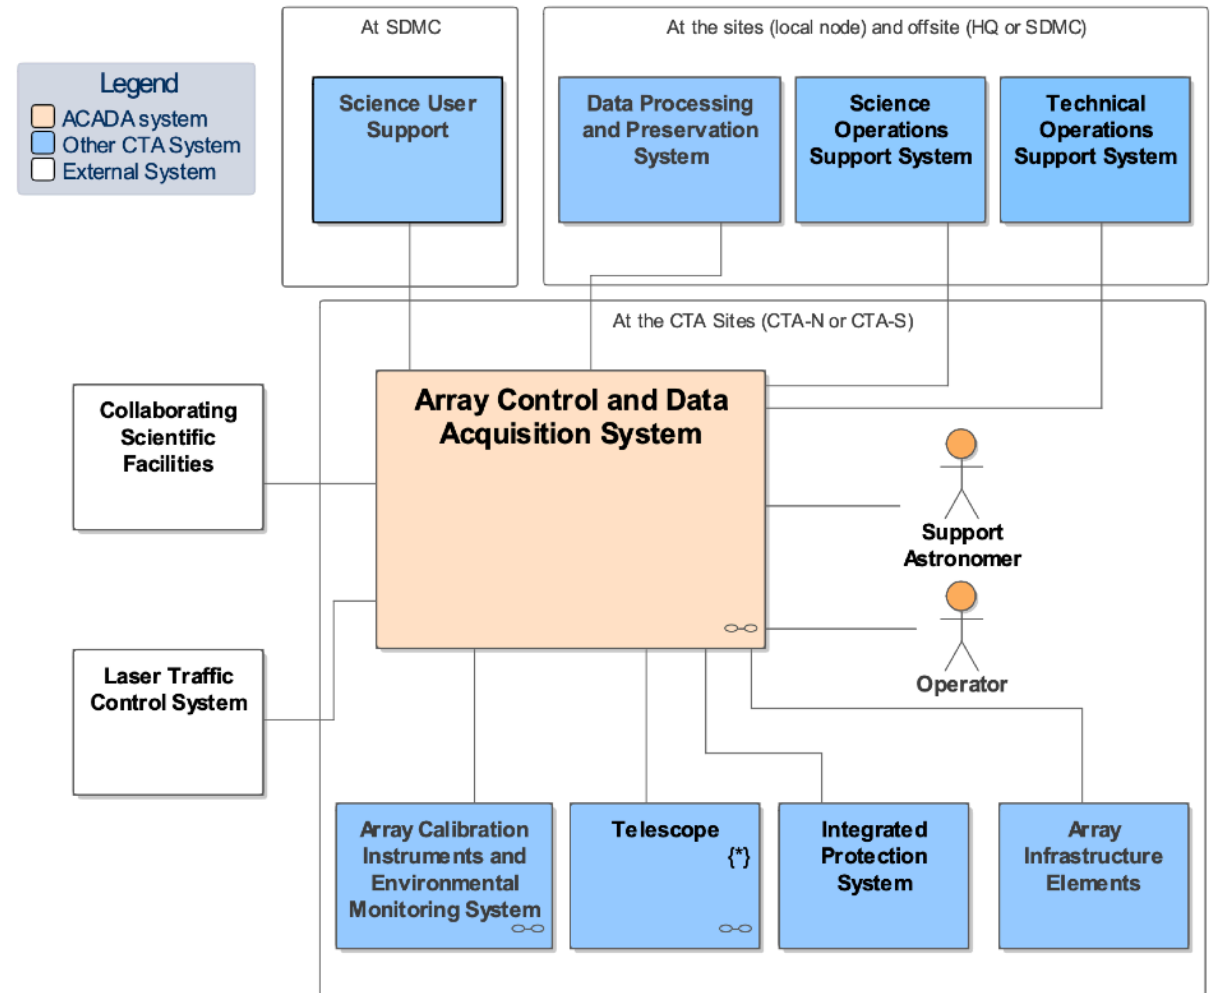 At SDMC
At the sites (local node) and offsite (HQ or SDMC)
Legend
ACADA system
Other CTA System
External System
Science User
Support
Data Processing
and Preservation
System
Science
Operations
Support System
Technical
Operations
Support System
At the CTA Sites (CTA-N or CTA-S)
Collaborating
Scientific
Facilities
Array Control and Data
Acquisition System
Support
Astronomer
Operator
Laser Traffic
Control System
Array Calibration
Instruments and
Environmental
Monitoring System
Telescope
{*}
Integrated
Protection
System
Array
Infrastructure
Elements